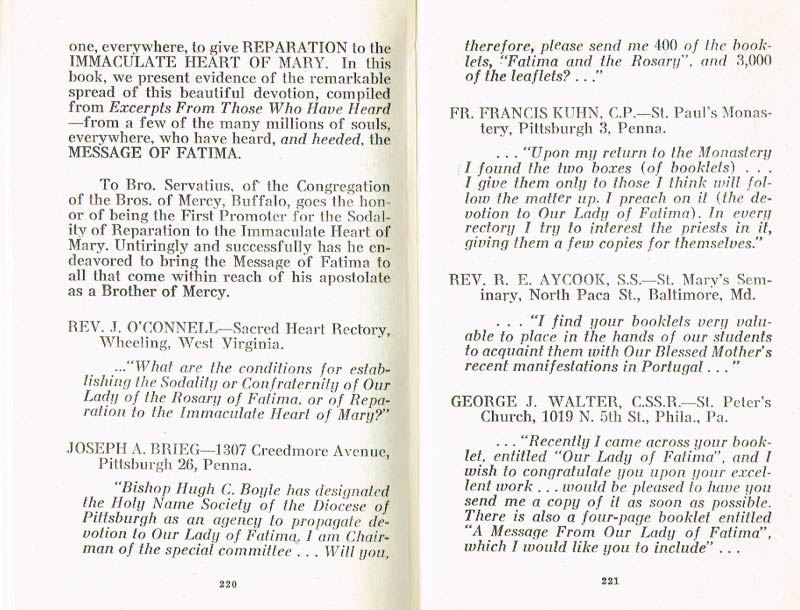 one, everywhere, to give REPARATION to the
IMMACULATE HEART OF MARY. In this
book, we present evidence of the remarkable
spread of this beautiful devotion, compiled
from Excerpts From Those Who Have Heard
—from a few of the many millions of souls,
everywhere, who have heard, and heeded, the
MESSAGE OF FATIMA.
To Bro. Servatius, of the Congregation
of the Bros. of Mercy, Buffalo, goes the hon-
or of being the First Promoter for the Sodal-
ity of Reparation to the Immaculate Heart of
Mary. Untiringly and successfully has he en-
deavored to bring the Message of Fatima to
all that come within reach of his apostolate
as a Brother of Mercy.
REV. J. O'CONNELL—Sacred Heart Rectory,
Wheeling, West Virginia.
..."What are the conditions for estab-
lishing the Sodality or Confraternity of Our
Lady of the Rosary of Fatima, or of Repa-
ration to the Immaculate Heart of Mary?"
JOSEPH A. BRIEG—1307 Creedmore Avenue,
Pittsburgh 26, Penna.
"Bishop Hugh C. Boyle has designated
the Holy Name Society of the Diocese of
Pittsburgh as an agency to propagate de-
votion to Our Lady of Fatima. I am Chair-
man of the special committee . . . Will you,
220
therefore, please send me 400 of the book-
lets, "Fatima and the Rosary", and 3,000
of the leaflets? . . ."
FR. FRANCIS KUHN, C.P.—St. Paul's Monas-
tery, Pittsburgh 3, Penna.
. . . "Upon my return to the Monastery
I found the two boxes (of booklets) . . .
I give them only to those I think will fol-
low the matter up. I preach on it (the de-
votion to Our Lady of Fatima). In every
rectory I try to interest the priests in it,
giving them a few copies for themselves."
REV. R. E. AYCOOK, S.S.—St. Mary's Sem-
inary, North Paca St., Baltimore, Md.
. . . "I find your booklets very valu-
able to place in the hands of our students
to acquaint them with Our Blessed Mother's
recent manifestations in Portugal . . ."
GEORGE J. WALTER, C.SS.R.—St. Peter's
Church, 1019 N. 5th St., Phila., Pa.
. . . "Recently I came across your book-
let, entitled "Our Lady of Fatima", and I
wish to congratulate you upon your excel-
lent work . . . would be pleased to have you
send me a copy of it as soon as possible.
There is also a four-page booklet entitled
"A Message From Our Lady of Fatima",
which I would like you to include" . . .
221